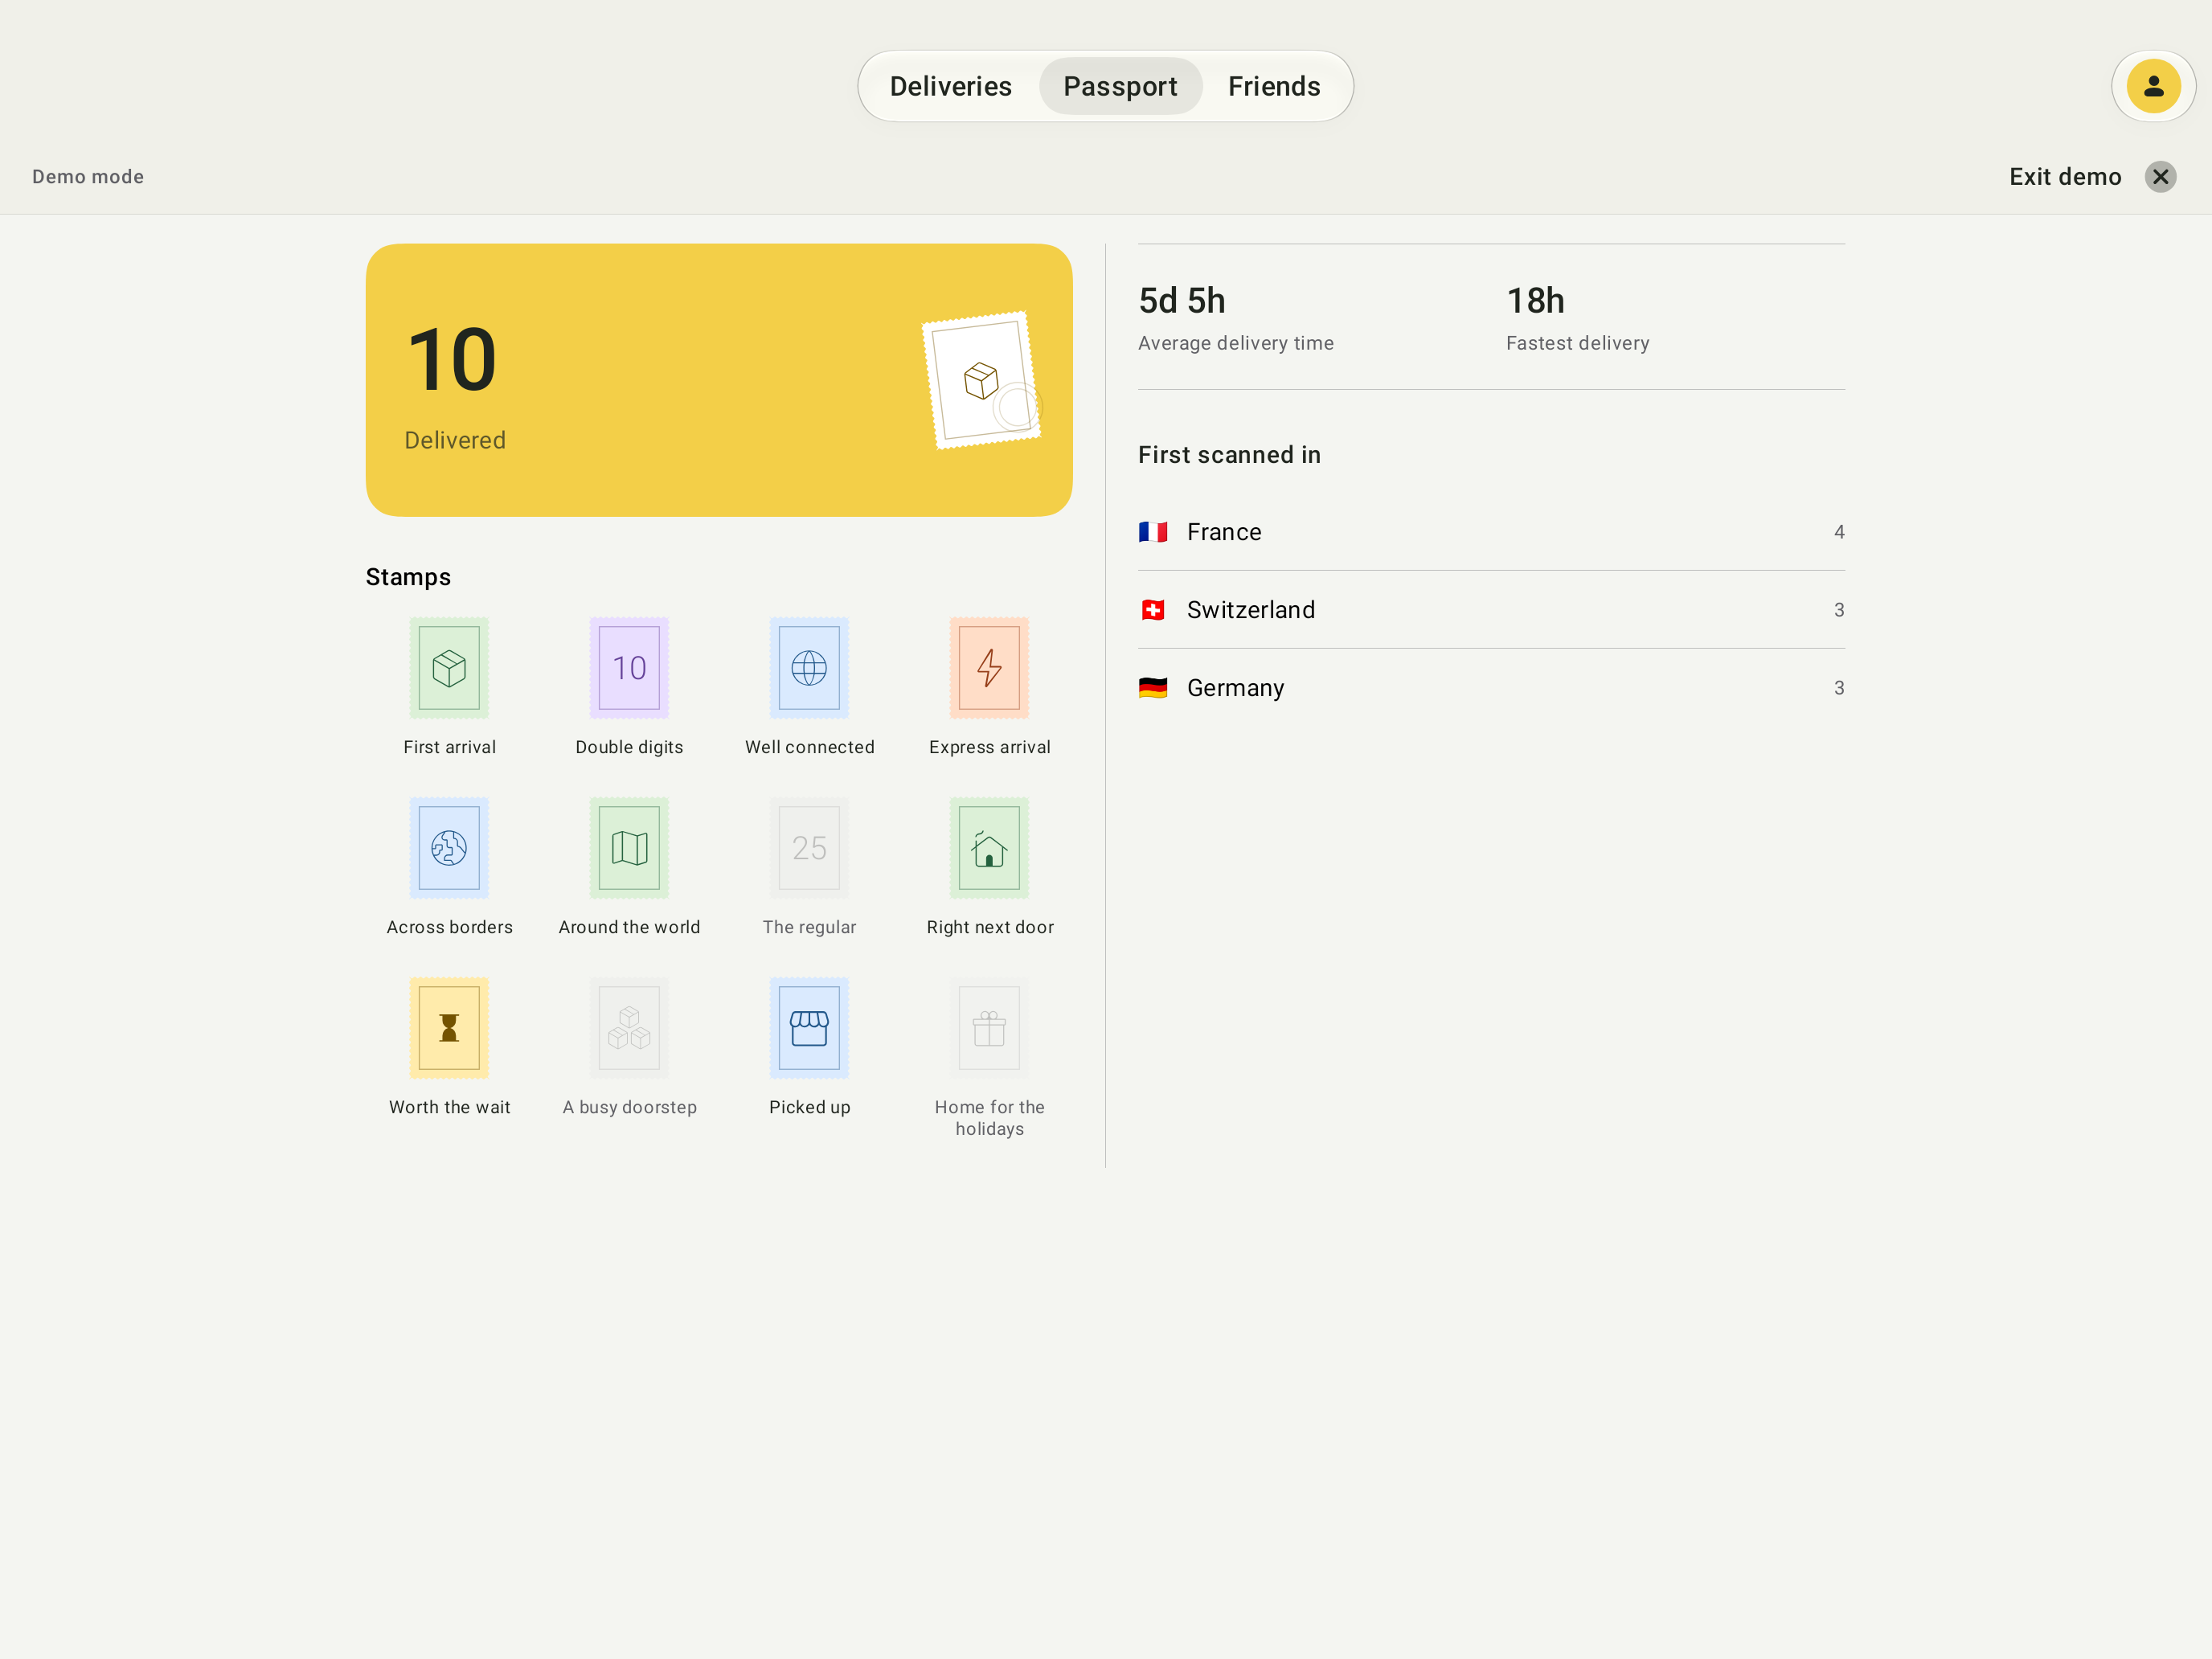 Deliveries
Passport
Friends
Demo mode
Exit demo
10
Delivered
Stamps
10
First arrival
Double digits
Well connected
Express arrival
25
Across borders
Around the world
The regular
Right next door
Worth the wait
A busy doorstep
Picked up
Home for the
holidays
5d 5h
Average delivery time
18h
Fastest delivery
First scanned in
France
4
Switzerland
3
Germany
3